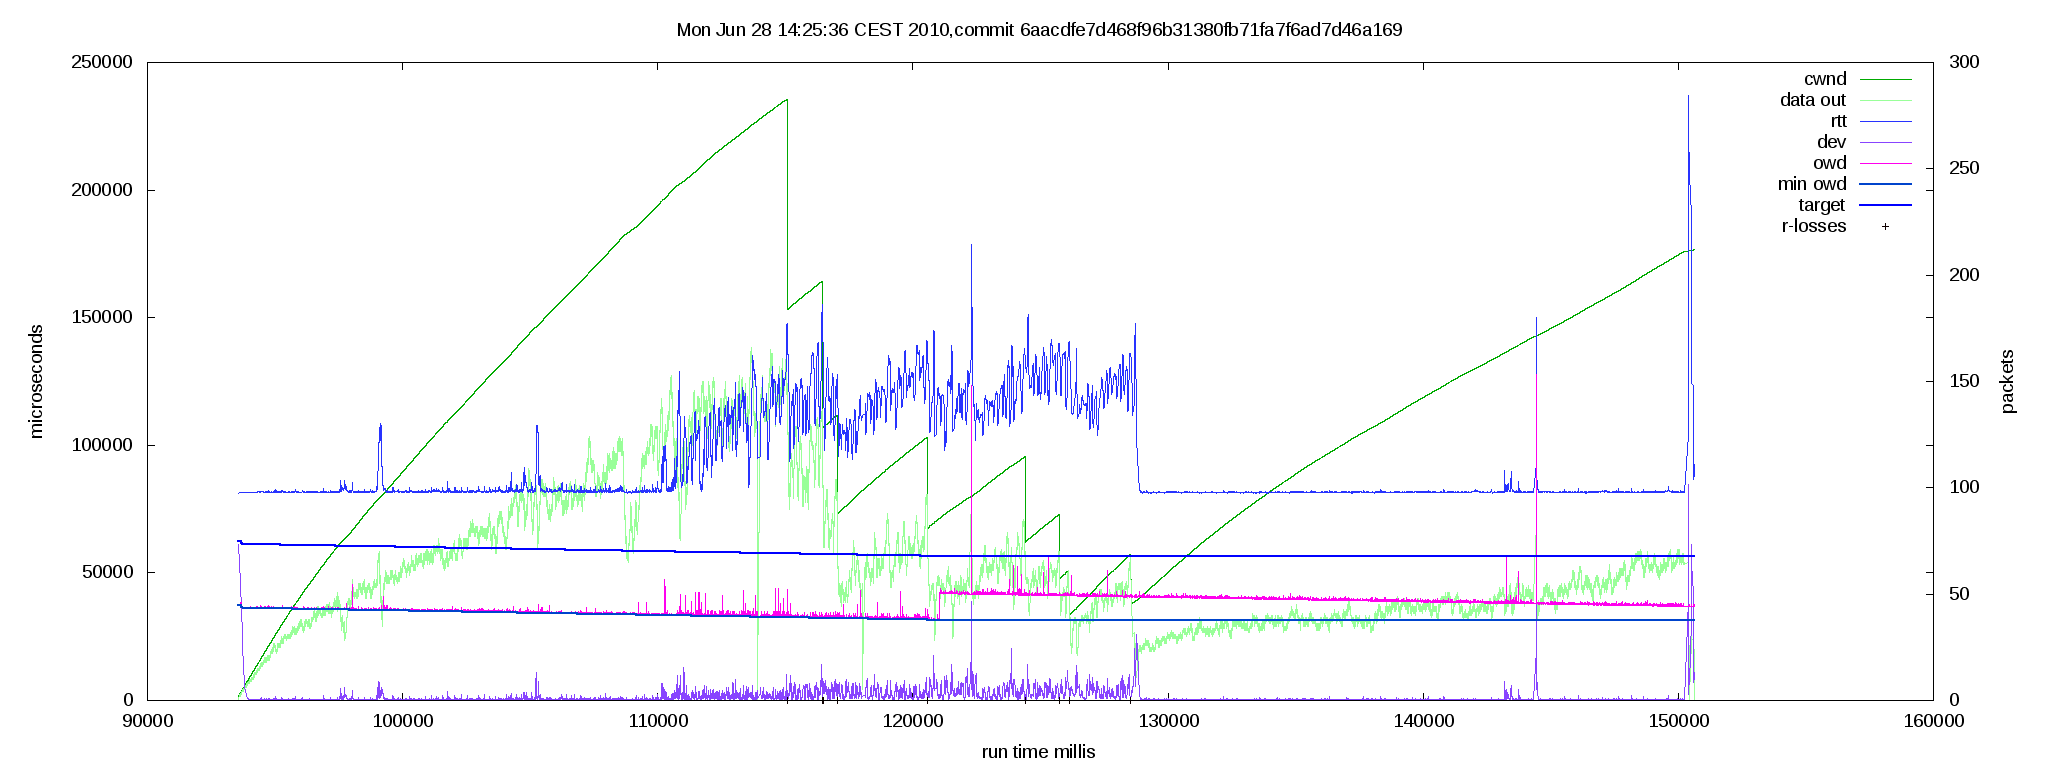 Mon Jun 28 14:25:36 CEST 2010,commit 6aacdfe7d468f96b31380fb71fa7f6ad7d46a169
250000
200000
150000
100000
50000
0
microseconds
300
250
200
150
100
50
0
packets
cwnd
data out
rtt
dev
owd
min owd
target
r-losses
90000 100000 110000 120000 130000 140000 150000 160000
run time millis